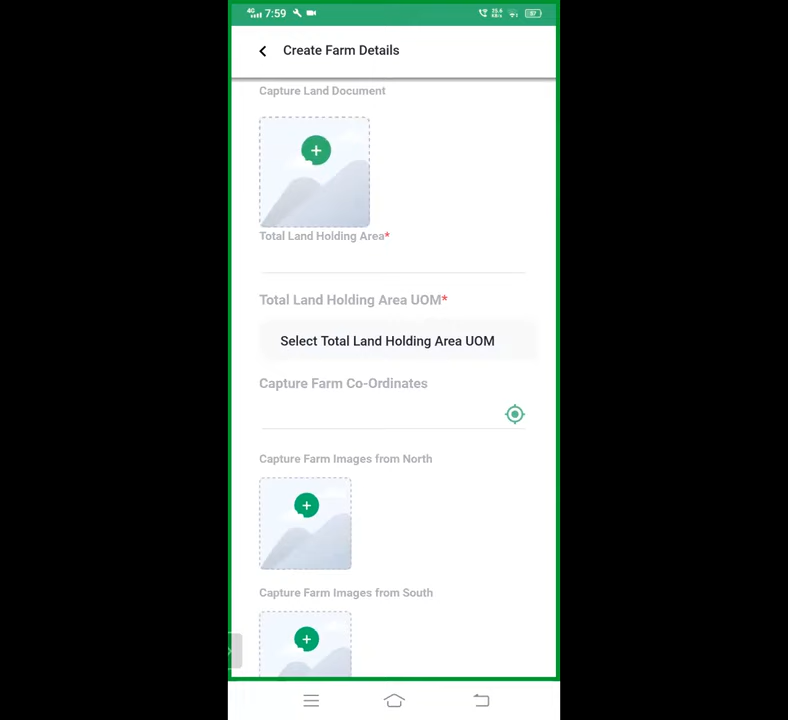 4G 7:59
Create Farm Details
Capture Land Document
Total Land Holding Area*
Total Land Holding Area UOM*
Select Total Land Holding Area UOM
Capture Farm Co-Ordinates
Capture Farm Images from North
Capture Farm Images from South